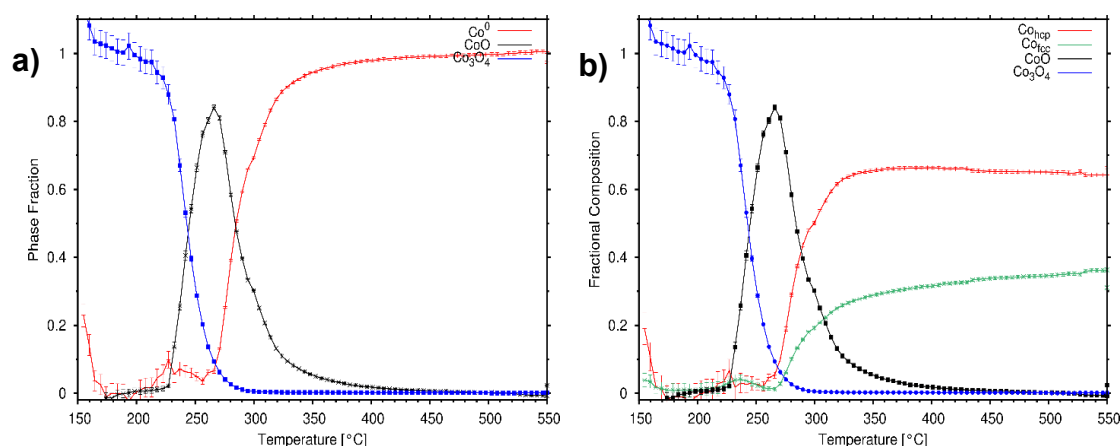 a)
Co⁰
CoO
Co₃O₄
Phase Fraction
1
0.8
0.6
0.4
0.2
0
150 200 250 300 350 400 450 500 550
Temperature [°C]
b)
Co_hcp
Co_fcc
CoO
Co₃O₄
Fractional Composition
1
0.8
0.6
0.4
0.2
0
150 200 250 300 350 400 450 500 550
Temperature [°C]